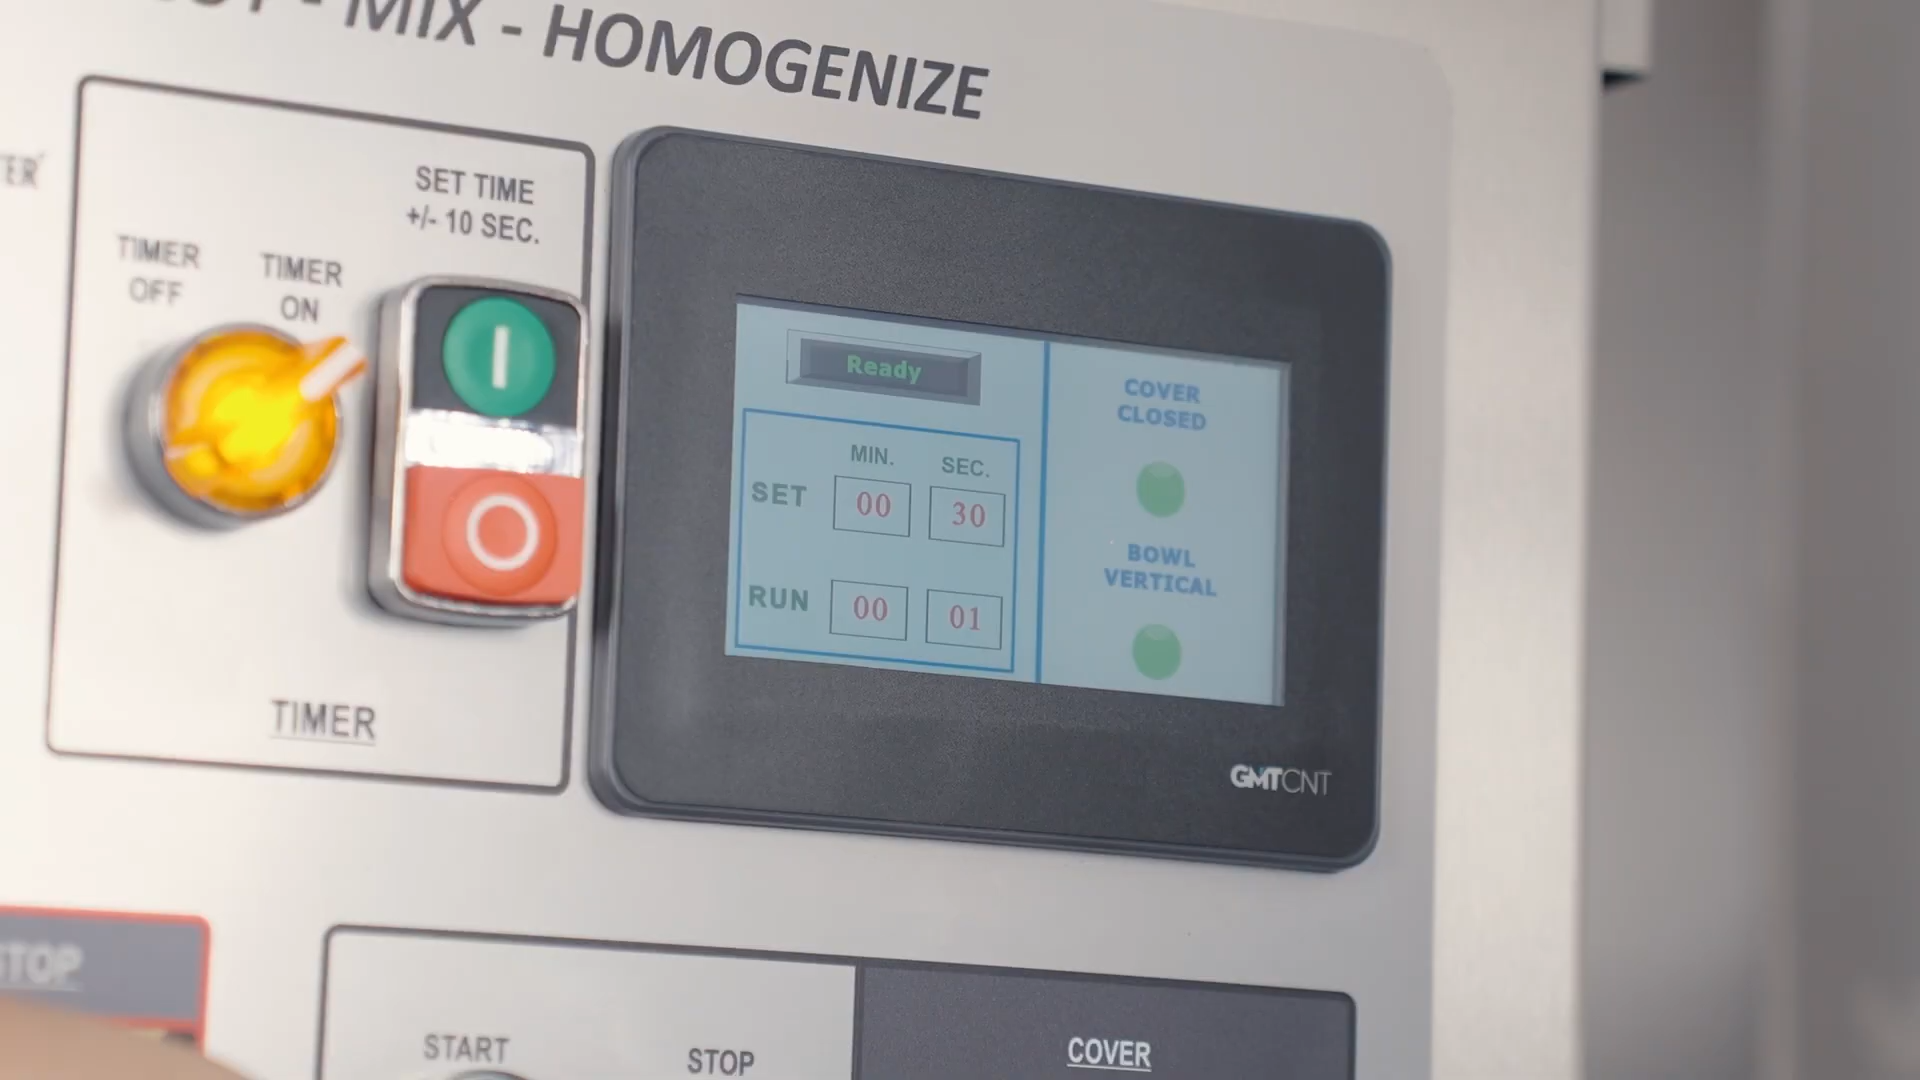 MIX - HOMOGENIZE
SET TIME
+/- 10 SEC.
TIMER
OFF
TIMER
ON
TIMER
Ready
MIN.
SEC.
SET
00
30
RUN
00
01
COVER
CLOSED
BOWL
VERTICAL
GMTCNT
STOP
START
STOP
COVER